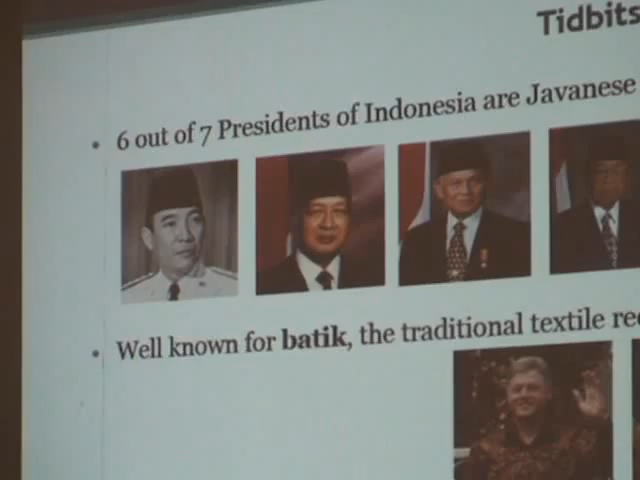 Tidbits
• 6 out of 7 Presidents of Indonesia are Javanese
• Well known for batik, the traditional textile